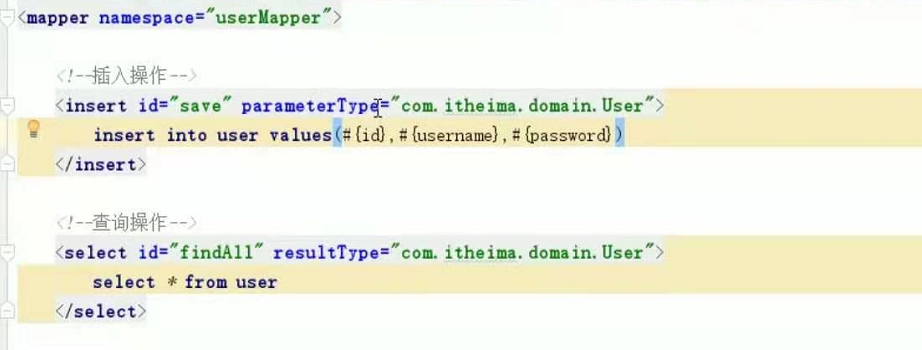 <mapper namespace="userMapper">
<!--插入操作-->
<insert id="save" parameterType="com.itheima.domain.User">
insert into user values(#{id},#{username},#{password})
</insert>
<!--查询操作-->
<select id="findAll" resultType="com.itheima.domain.User">
select * from user
</select>